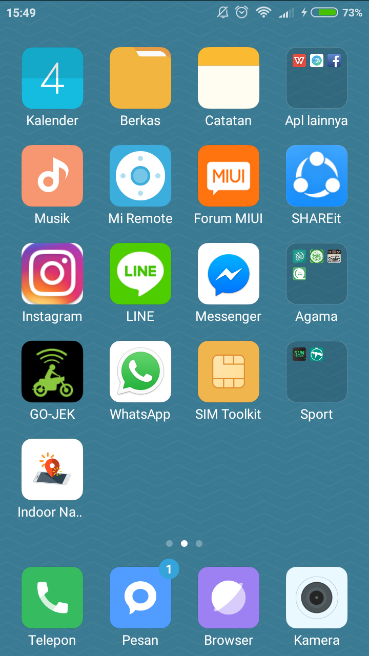 15:49
73%
4
Kalender
Berkas
Catatan
Apl lainnya
MIUI
Musik
Mi Remote
Forum MIUI
SHAREit
LINE
Instagram
LINE
Messenger
Agama
GO-JEK
WhatsApp
SIM Toolkit
Sport
Indoor Na..
1
Telepon
Pesan
Browser
Kamera